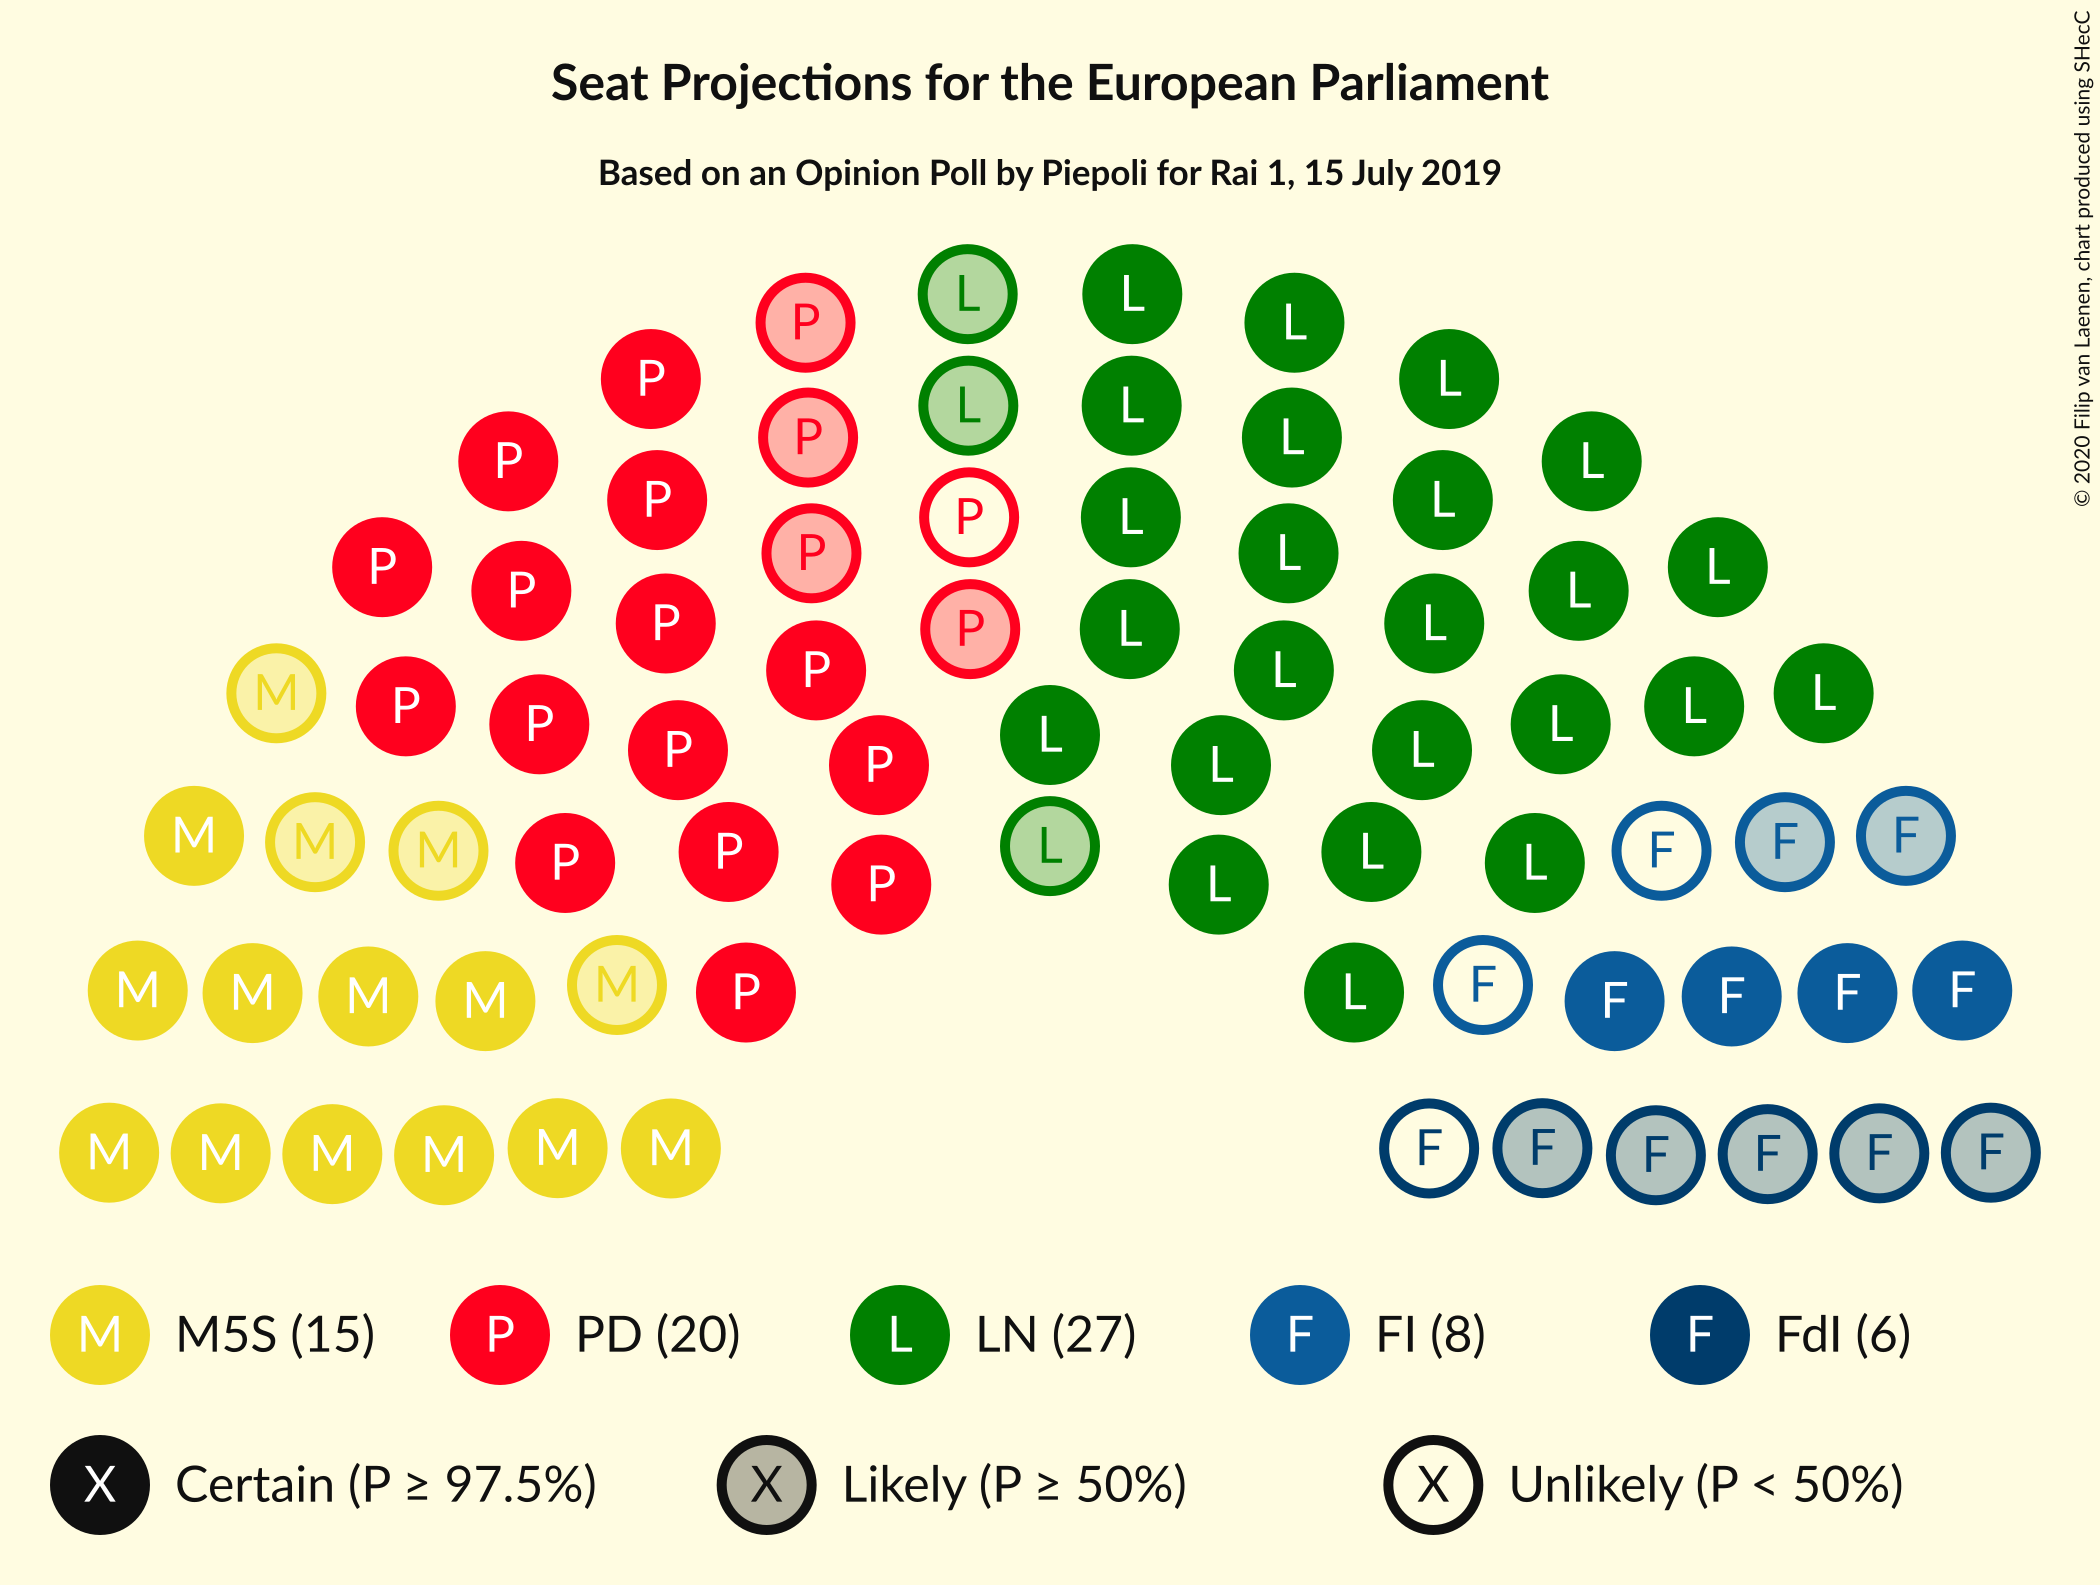 Seat Projections for the European Parliament
Based on an Opinion Poll by Piepoli for Rai 1, 15 July 2019
© 2020 Filip van Laenen, chart produced using SHecC
L L
P L
P L
L L
P L
P L
P L
P L
P L
P L
P L
P L
P L
P L
P L
P L
M P P L L L
P P L L
P P L L
L
M M M P P L L F F F
L
P L
M M M M M P L F F F F F
M M M M M M F F F F F F
M M5S (15) P PD (20) L LN (27) F FI (8) F FdI (6)
X Certain (P ≥ 97.5%) X Likely (P ≥ 50%) X Unlikely (P < 50%)